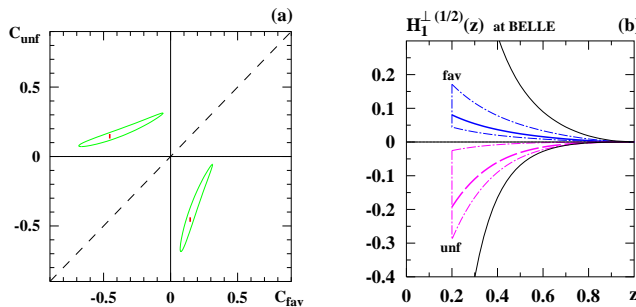 (a)
C_unf
0.5
0
-0.5
-0.5 0 0.5 C_fav
H_1^⊥ (1/2)(z) at BELLE (b)
0.2
0.1
0
-0.1
-0.2
-0.3
-0.4
fav
unf
0 0.2 0.4 0.6 0.8 z